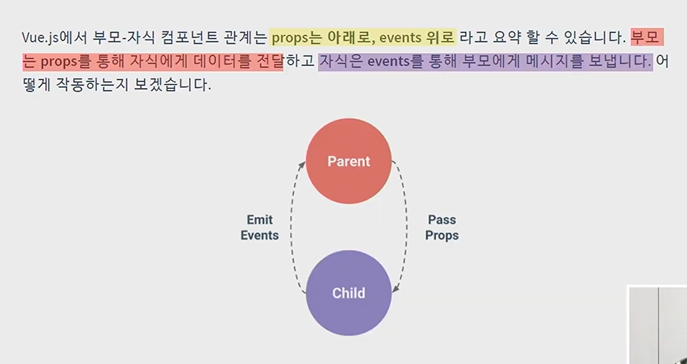 Vue.js에서 부모-자식 컴포넌트 관계는 props는 아래로, events 위로 라고 요약 할 수 있습니다. 부모
는 props를 통해 자식에게 데이터를 전달하고 자식은 events를 통해 부모에게 메시지를 보냅니다. 어
떻게 작동하는지 보겠습니다.
Parent
Emit
Events
Pass
Props
Child